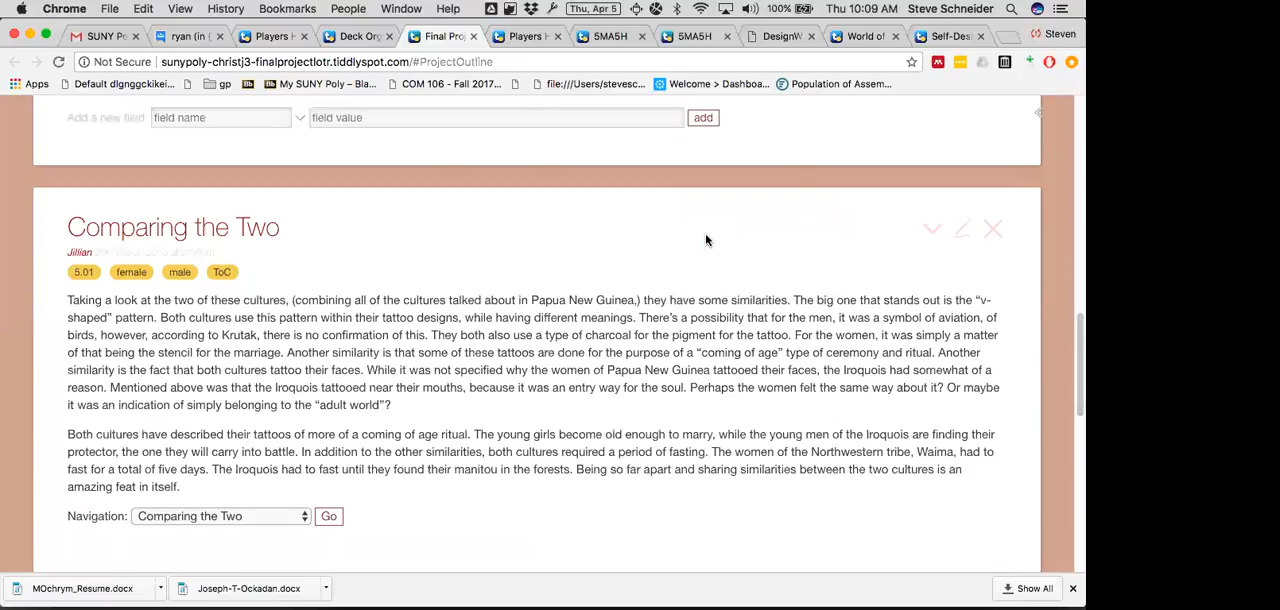 Chrome File Edit View History Bookmarks People Window Help Thu, Apr 5 100% Thu 10:09 AM Steve Schneider
SUNY Po ryan (in Players H Deck Org Final Proj Players H 5MA5H 5MA5H DesignW World of Self-Des Steven
Not Secure | sunypoly-christj3-finalprojectlotr.tiddlyspot.com/#ProjectOutline
Apps Default dlgnggckikei... gp Bb My SUNY Poly – Bla... COM 106 - Fall 2017... file:///Users/stevesc... Welcome > Dashboa... Population of Assem...
Add a new field: field name field value add
Comparing the Two
Jillian
5.01 female male ToC
Taking a look at the two of these cultures, (combining all of the cultures talked about in Papua New Guinea,) they have some similarities. The big one that stands out is the “v-
shaped” pattern. Both cultures use this pattern within their tattoo designs, while having different meanings. There’s a possibility that for the men, it was a symbol of aviation, of
birds, however, according to Krutak, there is no confirmation of this. They both also use a type of charcoal for the pigment for the tattoo. For the women, it was simply a matter
of that being the stencil for the marriage. Another similarity is that some of these tattoos are done for the purpose of a “coming of age” type of ceremony and ritual. Another
similarity is the fact that both cultures tattoo their faces. While it was not specified why the women of Papua New Guinea tattooed their faces, the Iroquois had somewhat of a
reason. Mentioned above was that the Iroquois tattooed near their mouths, because it was an entry way for the soul. Perhaps the women felt the same way about it? Or maybe
it was an indication of simply belonging to the “adult world”?
Both cultures have described their tattoos of more of a coming of age ritual. The young girls become old enough to marry, while the young men of the Iroquois are finding their
protector, the one they will carry into battle. In addition to the other similarities, both cultures required a period of fasting. The women of the Northwestern tribe, Waima, had to
fast for a total of five days. The Iroquois had to fast until they found their manitou in the forests. Being so far apart and sharing similarities between the two cultures is an
amazing feat in itself.
Navigation: Comparing the Two Go
MOchrym_Resume.docx Joseph-T-Ockadan.docx Show All